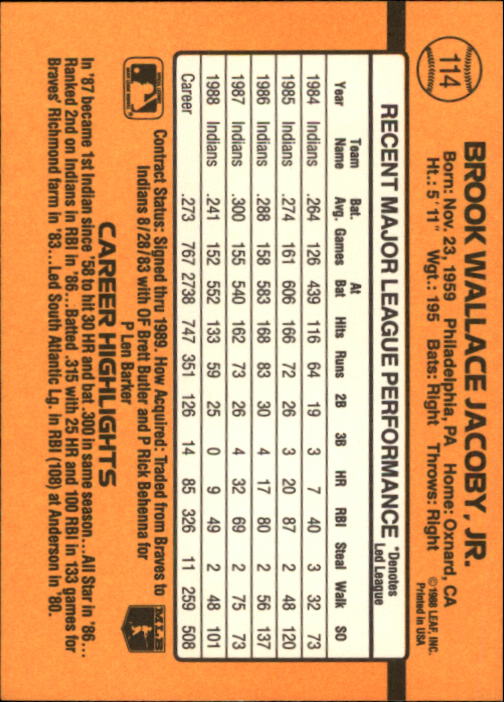 114
BROOK WALLACE JACOBY, JR.
Born: Nov. 23, 1959 Philadelphia, PA Home: Oxnard, CA
Ht.: 5'11" Wgt.: 195 Bats: Right Throws: Right
©1988 LEAF, INC.
Printed in USA
RECENT MAJOR LEAGUE PERFORMANCE *Denotes Led League
Year Team Name Bat. Avg. Games At Bat Hits Runs 2B 3B HR RBI Steal Walk SO
1984 Indians .264 126 439 116 64 19 3 7 40 3 32 73
1985 Indians .274 161 606 166 72 26 3 20 87 2 48 120
1986 Indians .288 158 583 168 83 30 4 17 80 2 56 137
1987 Indians .300 155 540 162 73 26 4 32 69 2 75 73
1988 Indians .241 152 552 133 59 25 0 9 49 2 48 101
Career .273 767 2738 747 351 126 14 85 326 11 259 508
Contract Status: Signed thru 1989. How Acquired: Traded from Braves to
Indians 8/28/83 with OF Brett Butler and P Rick Behenna for
P Len Barker
MLB
CAREER HIGHLIGHTS
In '87 became 1st Indian since '58 to hit 30 HR and bat .300 in same season....All Star in '86....
Ranked 2nd on Indians in RBI in '86...Batted .315 with 25 HR and 100 RBI in 133 games for
Braves' Richmond farm in '83....Led South Atlantic Lg. in RBI (108) at Anderson in '80.